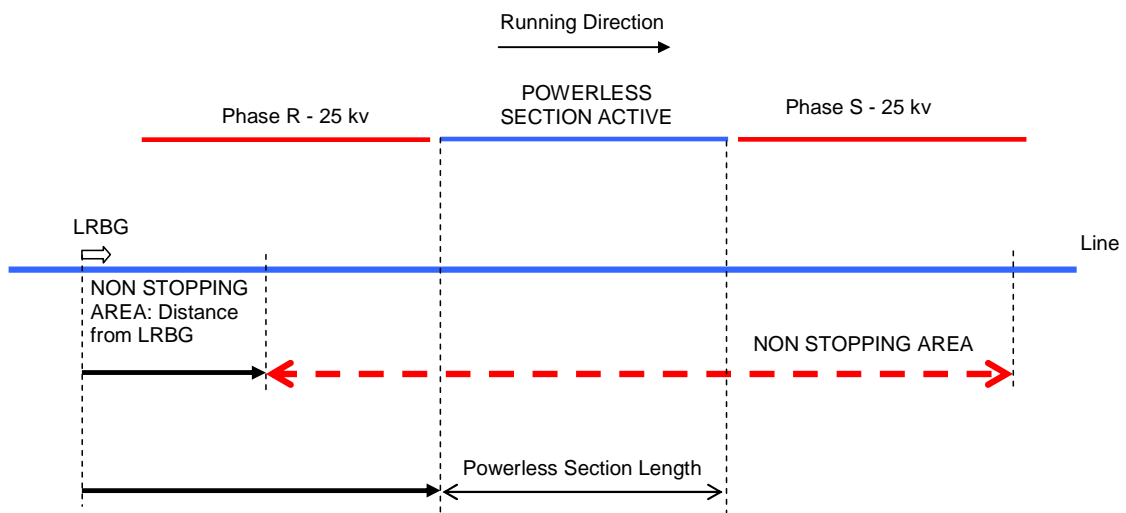 Running Direction
POWERLESS
SECTION ACTIVE
Phase R - 25 kv
Phase S - 25 kv
LRBG
Line
NON STOPPING
AREA: Distance
from LRBG
NON STOPPING AREA
Powerless Section Length